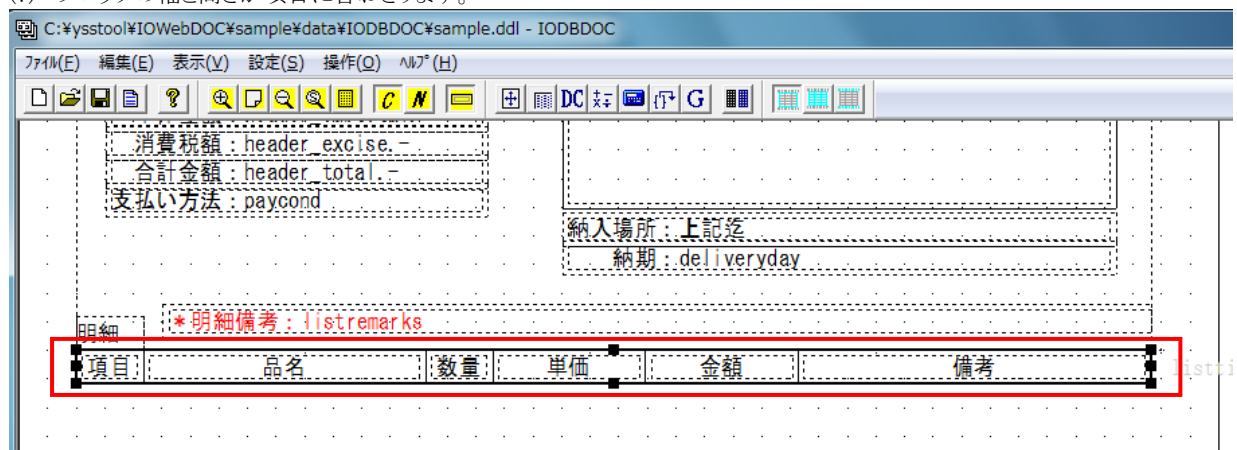 C:¥ysstool¥IOWebDOC¥sample¥data¥IODBDOC¥sample.ddl - IODBDOC
ﾌｧｲﾙ(F) 編集(E) 表示(V) 設定(S) 操作(O) ﾍﾙﾌﾟ(H)
C N DC G
消費税額：header_excise.-
合計金額：header_total.-
支払い方法：paycond
納入場所：上記迄
納期：deliveryday
＊明細備考：listremarks
明細
項目 品名 数量 単価 金額 備考